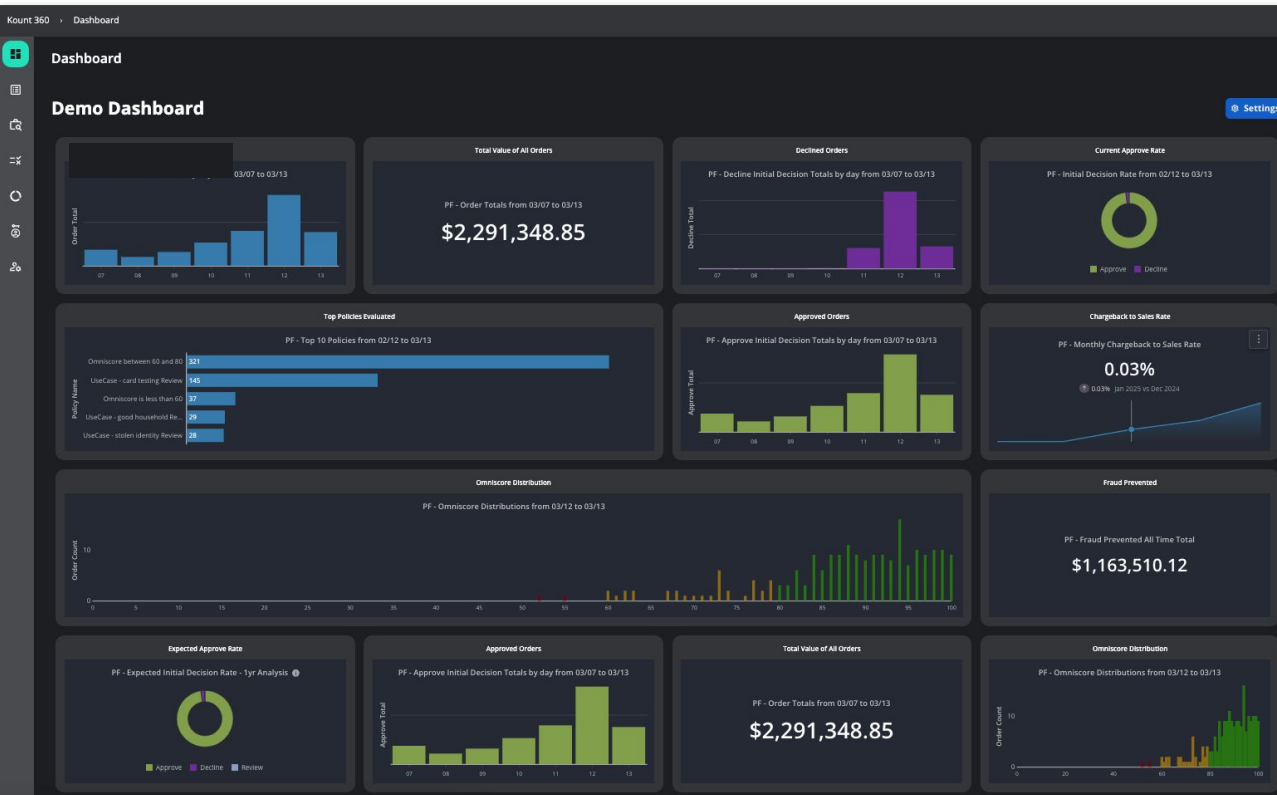 Kount 360 › Dashboard
Dashboard
Demo Dashboard
Settings
03/07 to 03/13
Order Total
07 08 09 10 11 12 13
Total Value of All Orders
PF - Order Totals from 03/07 to 03/13
$2,291,348.85
Declined Orders
PF - Decline Initial Decision Totals by day from 03/07 to 03/13
Decline Total
07 08 09 10 11 12 13
Current Approve Rate
PF - Initial Decision Rate from 02/12 to 03/13
Approve Decline
Top Policies Evaluated
PF - Top 10 Policies from 02/12 to 03/13
Policy Name
Omniscore between 60 and 80 321
UseCase - card testing Review 145
Omniscore is less than 60 37
UseCase - good household Re... 29
UseCase - stolen identity Review 28
Approved Orders
PF - Approve Initial Decision Totals by day from 03/07 to 03/13
Approve Total
07 08 09 10 11 12 13
Chargeback to Sales Rate
PF - Monthly Chargeback to Sales Rate
0.03%
0.03% Jan 2025 vs Dec 2024
Omniscore Distribution
PF - Omniscore Distributions from 03/12 to 03/13
Order Count
10
0
0 5 10 15 20 25 30 35 40 45 50 55 60 65 70 75 80 85 90 95 100
Fraud Prevented
PF - Fraud Prevented All Time Total
$1,163,510.12
Expected Approve Rate
PF - Expected Initial Decision Rate - 1yr Analysis
Approve Decline Review
Approved Orders
PF - Approve Initial Decision Totals by day from 03/07 to 03/13
Approve Total
07 08 09 10 11 12 13
Total Value of All Orders
PF - Order Totals from 03/07 to 03/13
$2,291,348.85
Omniscore Distribution
PF - Omniscore Distributions from 03/12 to 03/13
Order Count
10
0
0 20 40 60 80 100